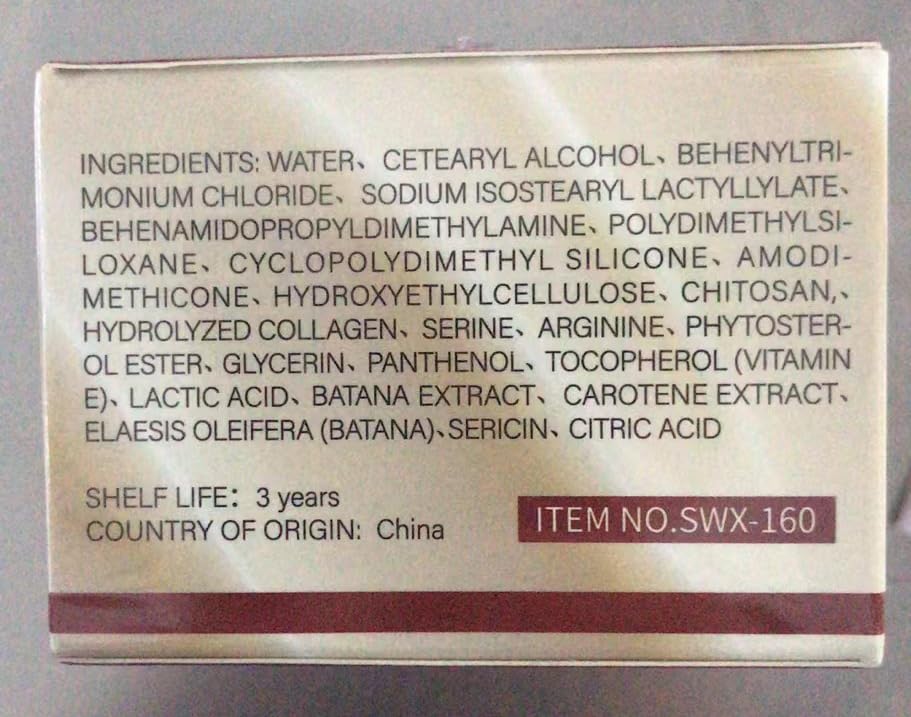 INGREDIENTS: WATER、 CETEARYL ALCOHOL、 BEHENYLTRI-
MONIUM CHLORIDE、 SODIUM ISOSTEARYL LACTYLLYLATE、
BEHENAMIDOPROPYLDIMETHYLAMINE、 POLYDIMETHYLSI-
LOXANE、 CYCLOPOLYDIMETHYL SILICONE、 AMODI-
METHICONE、 HYDROXYETHYLCELLULOSE、 CHITOSAN,、
HYDROLYZED COLLAGEN、 SERINE、 ARGININE、 PHYTOSTER-
OL ESTER、 GLYCERIN、 PANTHENOL、 TOCOPHEROL (VITAMIN
E)、 LACTIC ACID、 BATANA EXTRACT、 CAROTENE EXTRACT、
ELAESIS OLEIFERA (BATANA)、SERICIN、 CITRIC ACID
SHELF LIFE： 3 years
COUNTRY OF ORIGIN: China
ITEM NO.SWX-160